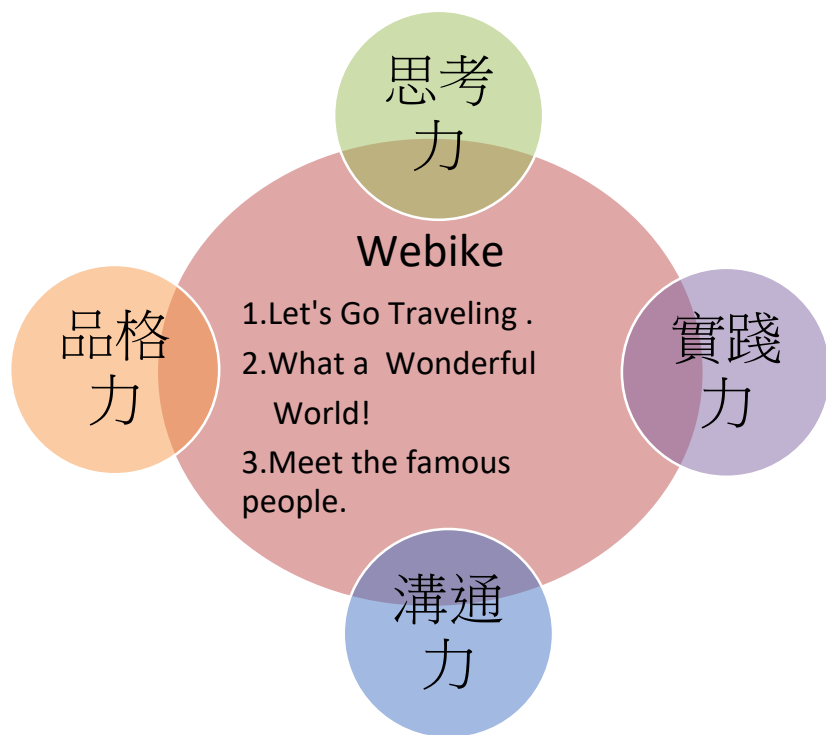 思考
力
Webike
1.Let's Go Traveling .
2.What a  Wonderful
World!
3.Meet the famous
people.
品格
力
實踐
力
溝通
力